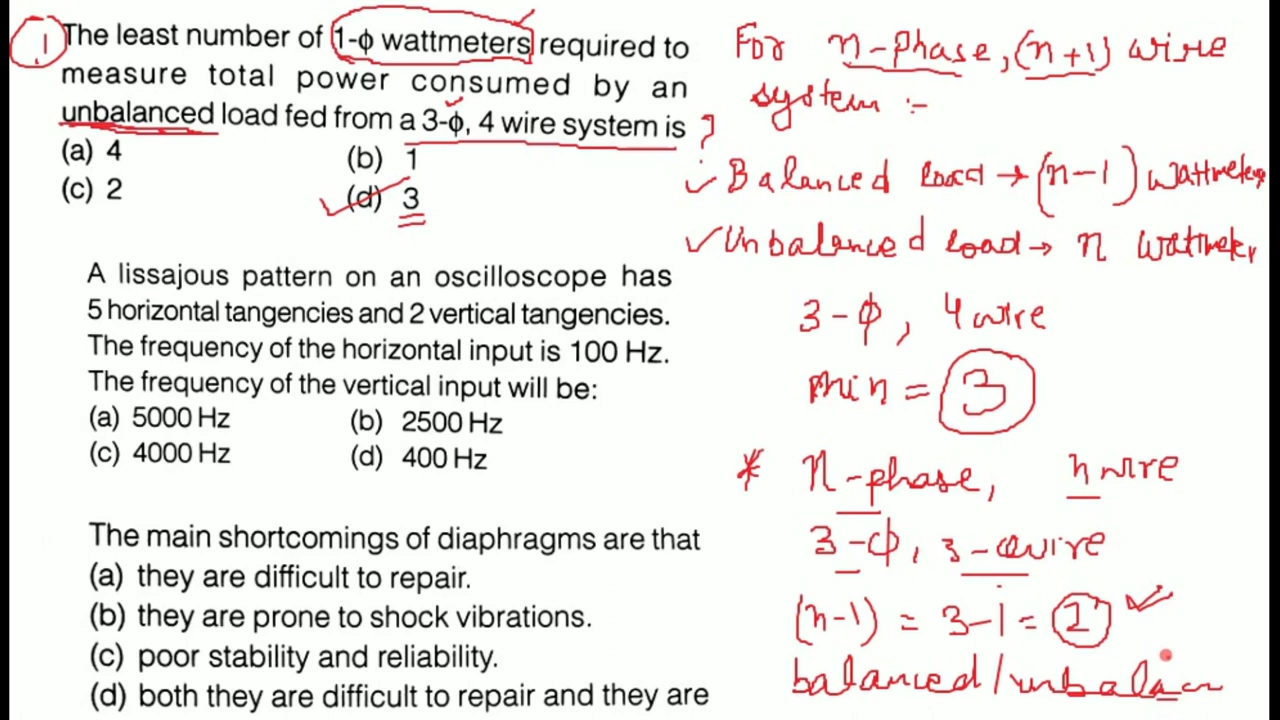 1 The least number of 1-ϕ wattmeters required to
measure total power consumed by an
unbalanced load fed from a 3-ϕ, 4 wire system is ?
(a) 4 (b) 1
(c) 2 (d) 3
A lissajous pattern on an oscilloscope has
5 horizontal tangencies and 2 vertical tangencies.
The frequency of the horizontal input is 100 Hz.
The frequency of the vertical input will be:
(a) 5000 Hz (b) 2500 Hz
(c) 4000 Hz (d) 400 Hz
The main shortcomings of diaphragms are that
(a) they are difficult to repair.
(b) they are prone to shock vibrations.
(c) poor stability and reliability.
(d) both they are difficult to repair and they are
For n-phase, (n+1) wire
system :-
Balanced load → (n-1) wattmeter
Unbalanced load → n wattmeter
3-ϕ, 4 wire
min = 3
* n-phase, n wire
3-ϕ, 3-wire
(n-1) = 3-1 = 2
balanced/unbalan